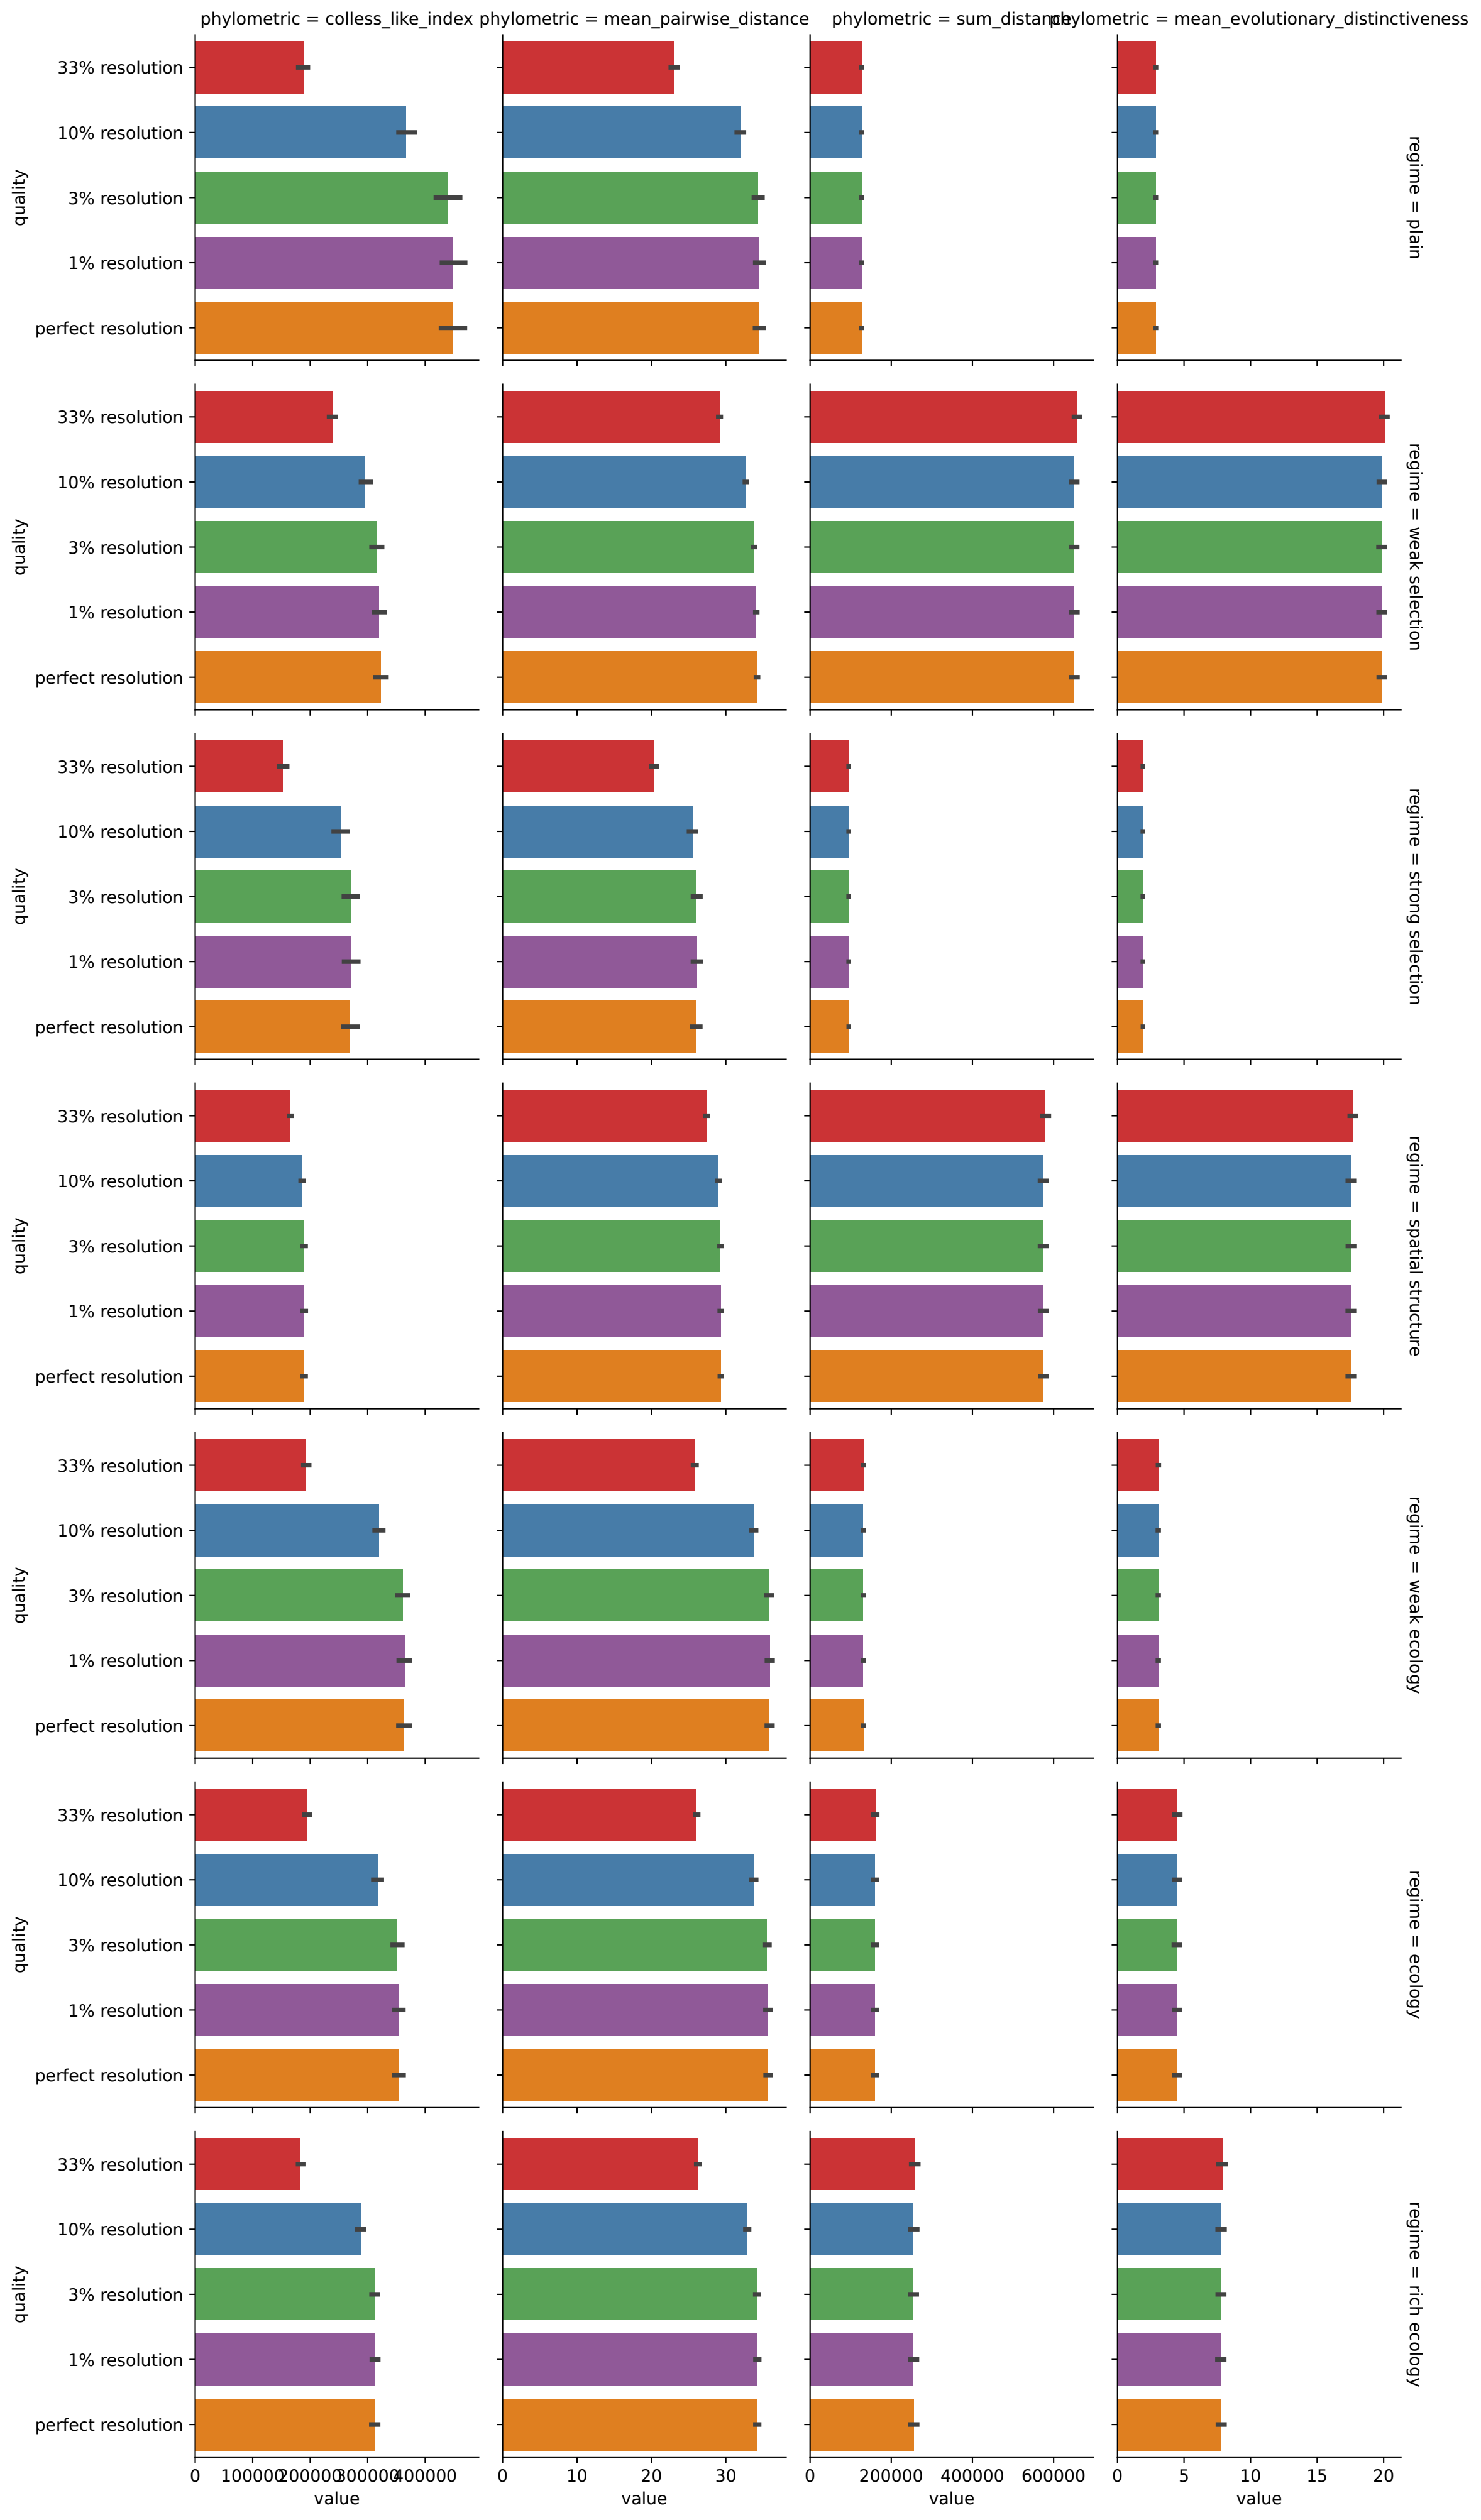 phylometric = colless_like_index
phylometric = mean_pairwise_distance
phylometric = sum_distance
phylometric = mean_evolutionary_distinctiveness
quality
33% resolution
10% resolution
3% resolution
1% resolution
perfect resolution
regime = plain
quality
33% resolution
10% resolution
3% resolution
1% resolution
perfect resolution
regime = weak selection
quality
33% resolution
10% resolution
3% resolution
1% resolution
perfect resolution
regime = strong selection
quality
33% resolution
10% resolution
3% resolution
1% resolution
perfect resolution
regime = spatial structure
quality
33% resolution
10% resolution
3% resolution
1% resolution
perfect resolution
regime = weak ecology
quality
33% resolution
10% resolution
3% resolution
1% resolution
perfect resolution
regime = ecology
quality
33% resolution
10% resolution
3% resolution
1% resolution
perfect resolution
regime = rich ecology
0 100000 200000 300000 400000
value
0 10 20 30
value
0 200000 400000 600000
value
0 5 10 15 20
value